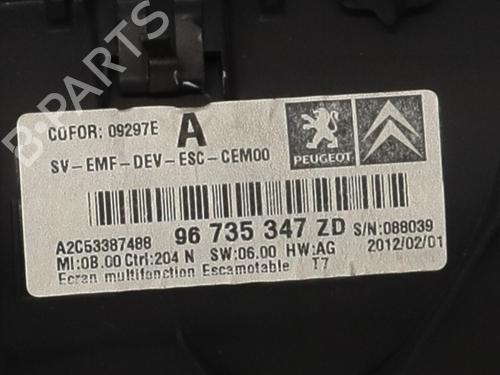 COFOR: 09297E A
SV-EMF-DEV-ESC-CEM00
PEUGEOT
A2C53387488 96 735 347 ZD S/N:088039
MI:0B.00 Ctrl:204 N SW:06.00 HW:AG 2012/02/01
Ecran multifonction Escamotable T7
B-PARTS